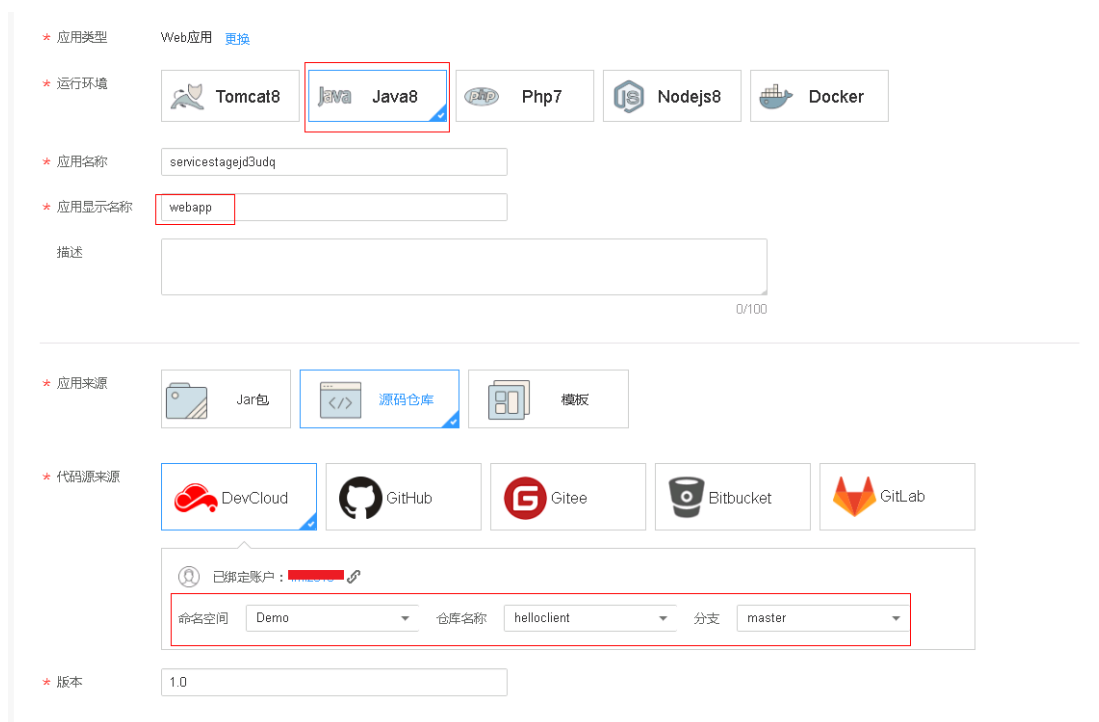 * 应用类型 Web应用 更换
* 运行环境 Tomcat8 Java Java8 php Php7 JS Nodejs8 Docker
* 应用名称 servicestagejd3udq
* 应用显示名称 webapp
描述
0/100
* 应用来源 Jar包 </> 源码仓库 模板
* 代码源来源 DevCloud GitHub G Gitee Bitbucket GitLab
已绑定账户：
命名空间 Demo 仓库名称 helloclient 分支 master
* 版本 1.0